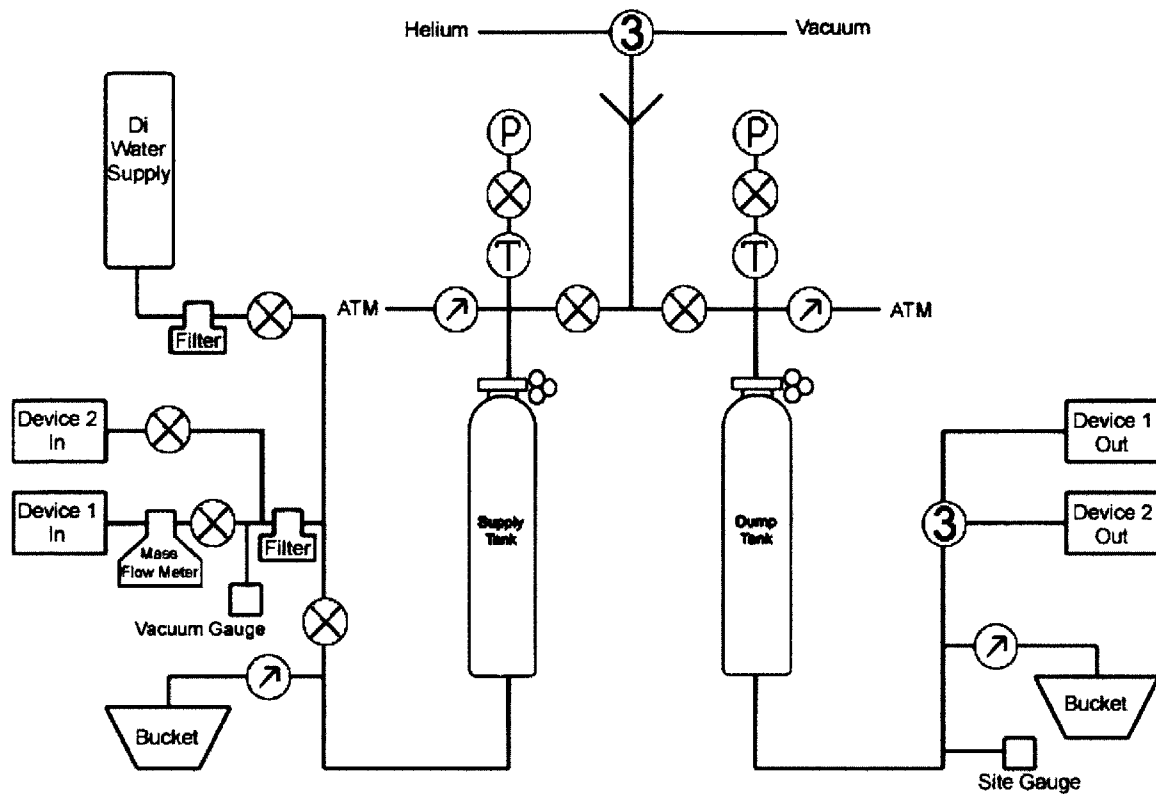 Helium
3
Vacuum
Di
Water
Supply
P
P
T
T
ATM
ATM
Filter
Device 2
In
Device 1
In
Mass
Flow Meter
Filter
Vacuum Gauge
Bucket
Supply
Tank
Dump
Tank
Device 1
Out
3
Device 2
Out
Bucket
Site Gauge